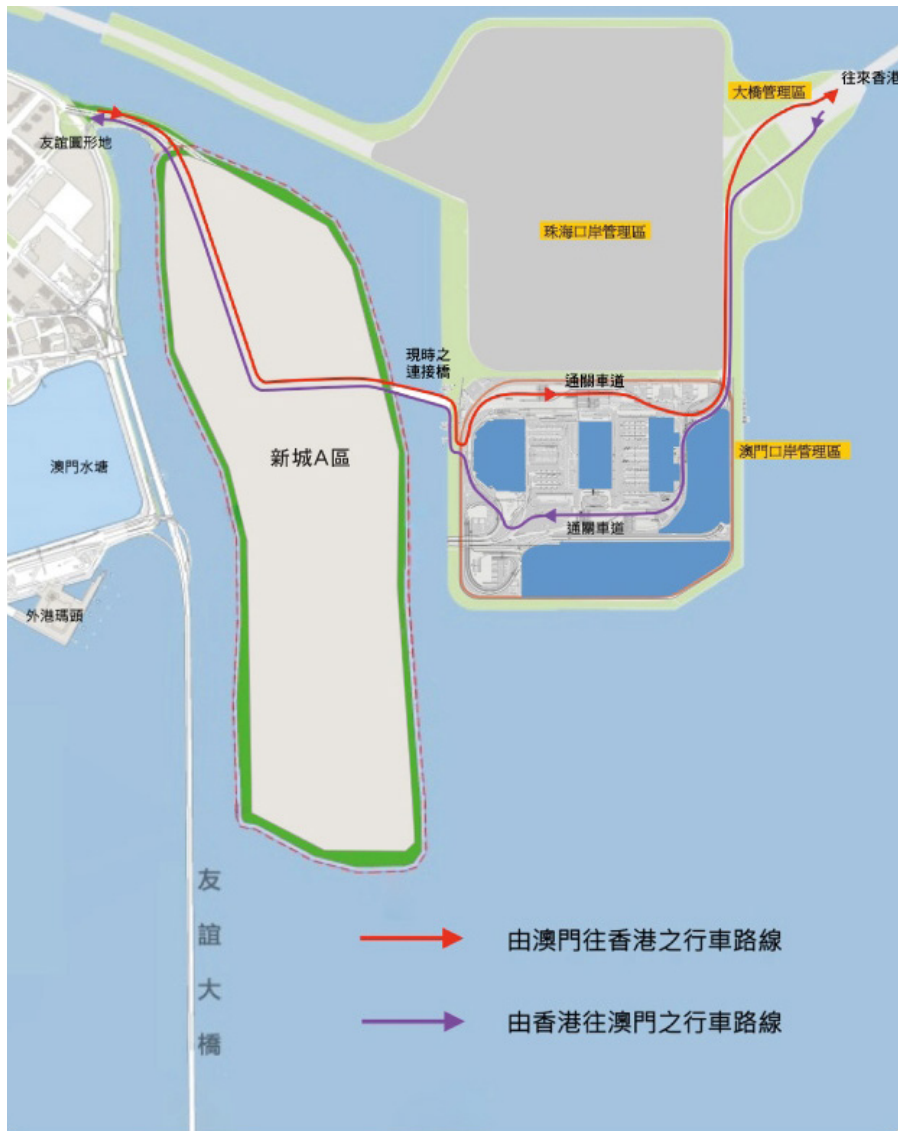 往來香港
大橋管理區
友誼圓形地
珠海口岸管理區
現時之
連接橋
通關車道
澳門口岸管理區
新城A區
澳門水塘
通關車道
外港瑪頭
友
誼
大
橋
由澳門往香港之行車路線
由香港往澳門之行車路線